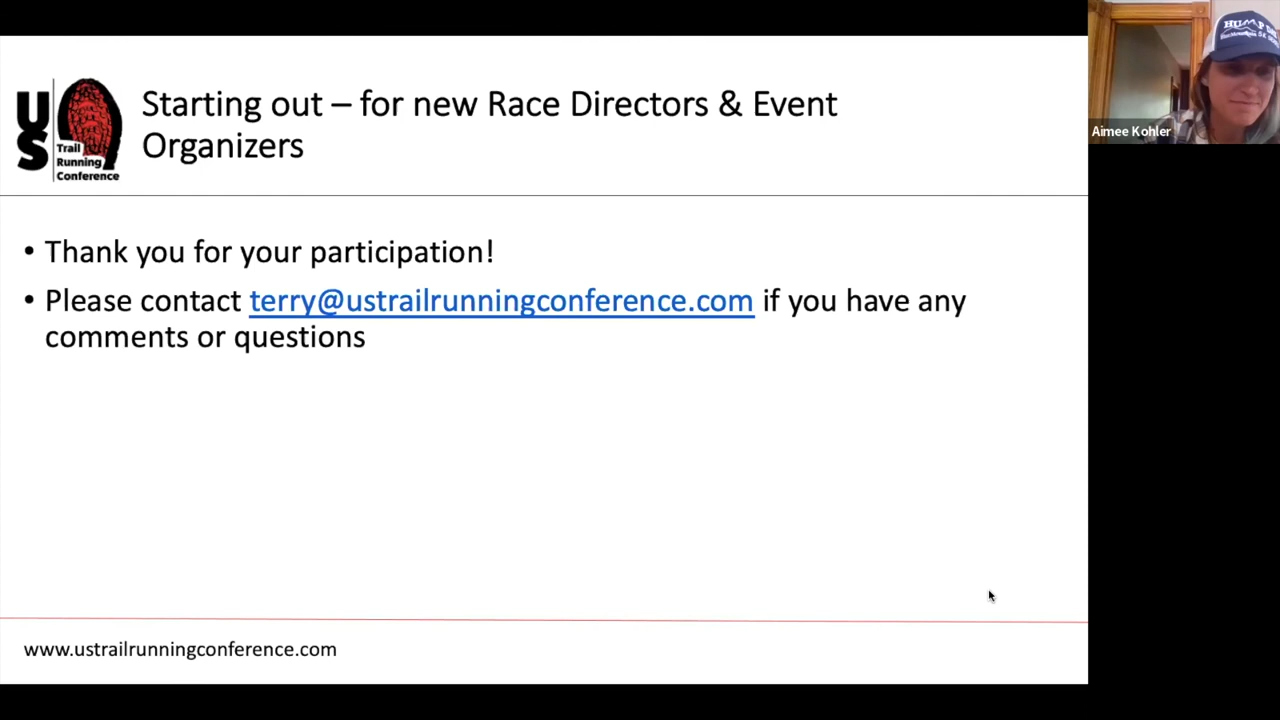 US
Trail
Running
Conference
Starting out – for new Race Directors & Event
Organizers
• Thank you for your participation!
• Please contact terry@ustrailrunningconference.com if you have any
comments or questions
www.ustrailrunningconference.com
Aimee Kohler